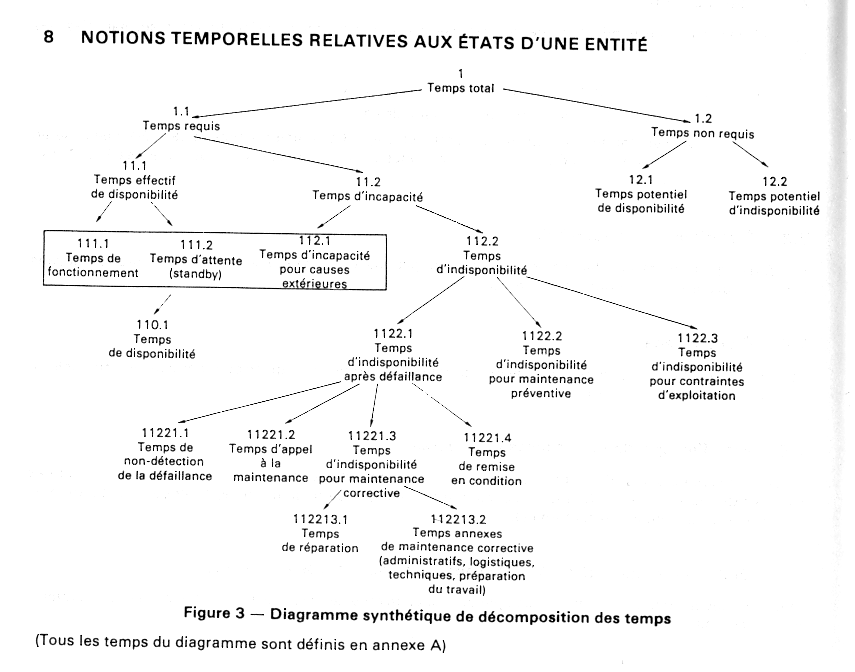 8 NOTIONS TEMPORELLES RELATIVES AUX ÉTATS D'UNE ENTITÉ
1
Temps total
1.1
Temps requis
1.2
Temps non requis
11.1
Temps effectif
de disponibilité
11.2
Temps d'incapacité
12.1
Temps potentiel
de disponibilité
12.2
Temps potentiel
d'indisponibilité
111.1
Temps de
fonctionnement
111.2
Temps d'attente
(standby)
112.1
Temps d'incapacité
pour causes
extérieures
112.2
Temps
d'indisponibilité
110.1
Temps
de disponibilité
1122.1
Temps
d'indisponibilité
après défaillance
1122.2
Temps
d'indisponibilité
pour maintenance
préventive
1122.3
Temps
d'indisponibilité
pour contraintes
d'exploitation
11221.1
Temps de
non-détection
de la défaillance
11221.2
Temps d'appel
à la
maintenance
11221.3
Temps
d'indisponibilité
pour maintenance
corrective
11221.4
Temps
de remise
en condition
112213.1
Temps
de réparation
112213.2
Temps annexes
de maintenance corrective
(administratifs, logistiques,
techniques, préparation
du travail)
Figure 3 — Diagramme synthétique de décomposition des temps
(Tous les temps du diagramme sont définis en annexe A)